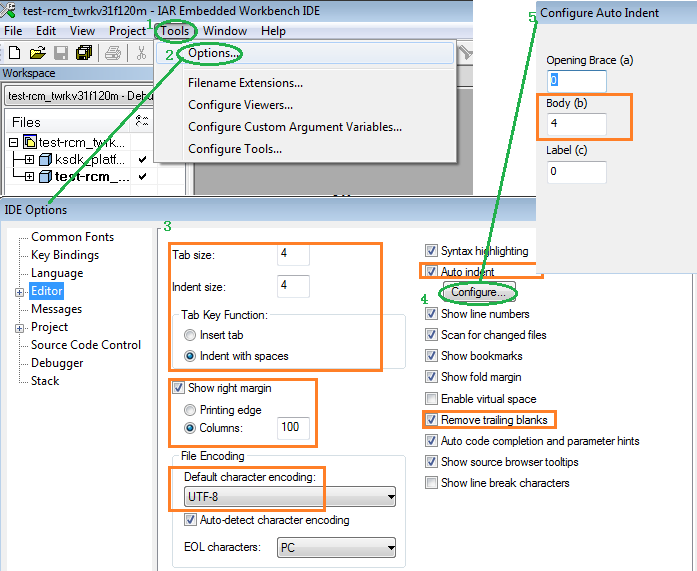 test-rcm_twrkv31f120m - IAR Embedded Workbench IDE
File Edit View Project Tools Window Help
1
2
Options...
Filename Extensions...
Configure Viewers...
Configure Custom Argument Variables...
Configure Tools...
Workspace
test-rcm_twrkv31f120m - Debu
Files
test-rcm_twrk...
ksdk_platf...
test-rcm_...
5
Configure Auto Indent
Opening Brace (a)
0
Body (b)
4
Label (c)
0
IDE Options
Common Fonts
Key Bindings
Language
Editor
Messages
Project
Source Code Control
Debugger
Stack
3
Tab size: 4
Indent size: 4
Tab Key Function:
Insert tab
Indent with spaces
Show right margin
Printing edge
Columns: 100
File Encoding
Default character encoding:
UTF-8
Auto-detect character encoding
EOL characters: PC
Syntax highlighting
Auto indent
4
Configure...
Show line numbers
Scan for changed files
Show bookmarks
Show fold margin
Enable virtual space
Remove trailing blanks
Auto code completion and parameter hints
Show source browser tooltips
Show line break characters